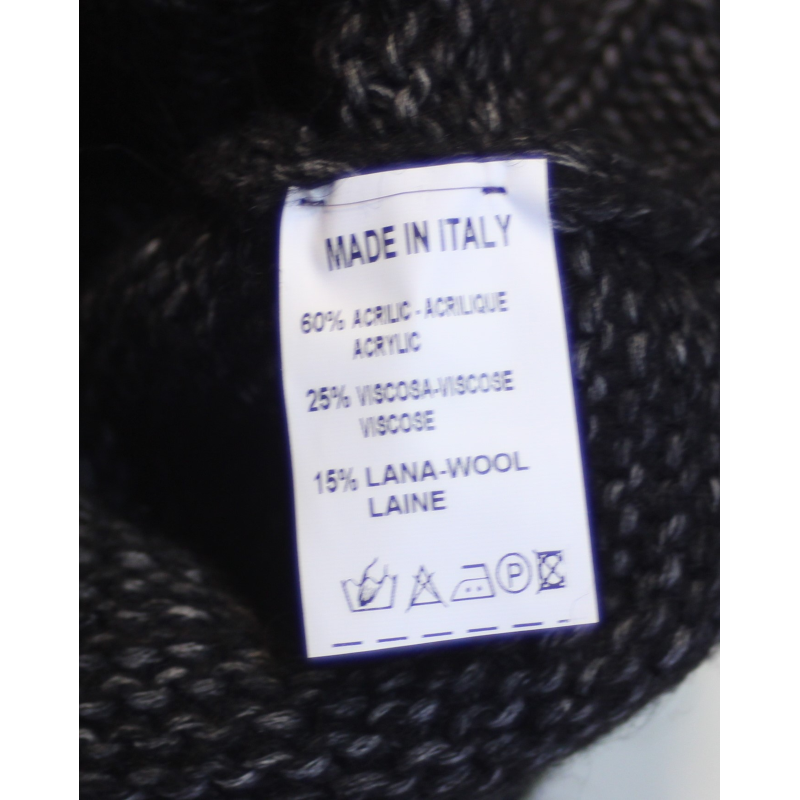 MADE IN ITALY
60% ACRILIC-ACRILIQUE
ACRYLIC
25% VISCOSA-VISCOSE
VISCOSE
15% LANA-WOOL
LAINE
P